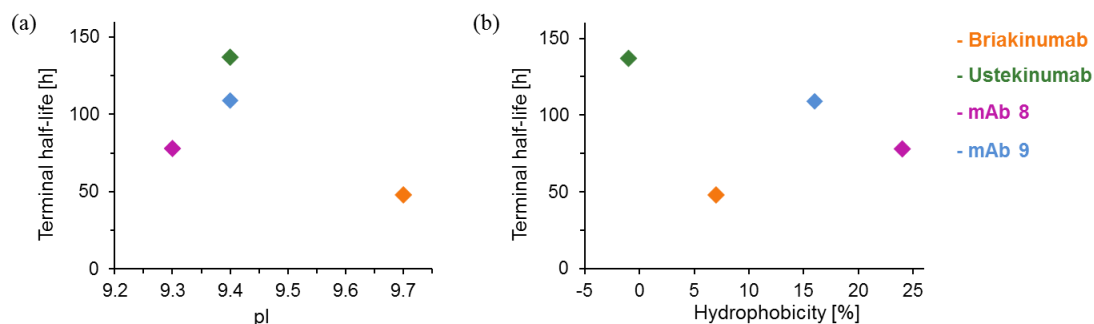 (a)
Terminal half-life [h]
150
100
50
0
9.2 9.3 9.4 9.5 9.6 9.7
pI
(b)
Terminal half-life [h]
150
100
50
0
-5 0 5 10 15 20 25
Hydrophobicity [%]
- Briakinumab
- Ustekinumab
- mAb 8
- mAb 9